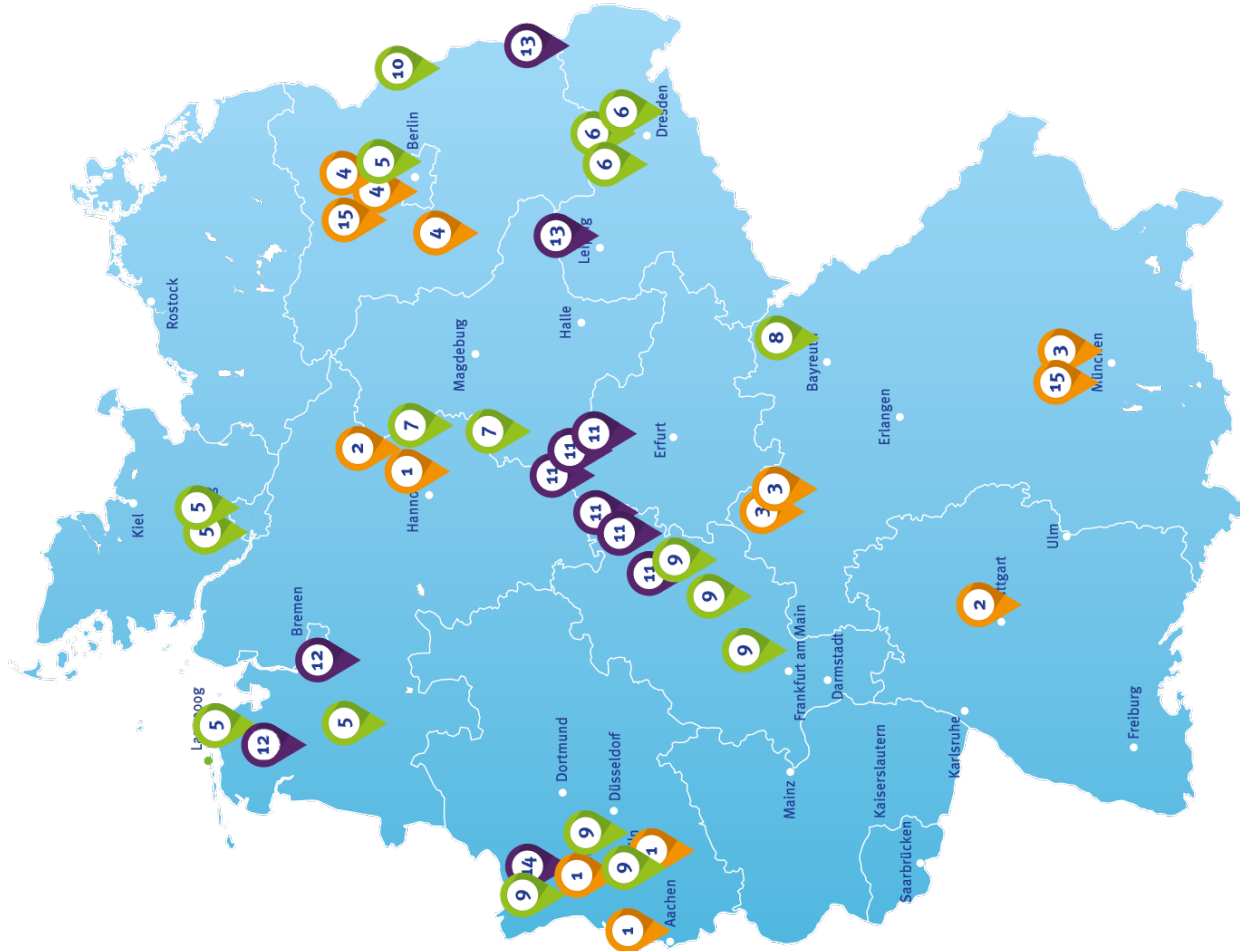 Kiel
Rostock
5
5
Bremen
12
Langeoog
5
12
5
10
13
4
5
4
15
4
Berlin
6
6
6
Dresden
13
Leipzig
Magdeburg
Halle
2
7
1
7
11
11
11
11
11
11
Erfurt
9
9
9
Dortmund
Düsseldorf
9
14
9
1
9
1
1
Aachen
8
Bayreuth
Erlangen
3
3
Frankfurt am Main
Darmstadt
Mainz
Kaiserslautern
Karlsruhe
Saarbrücken
3
15
München
Ulm
2
ttgart
Freiburg